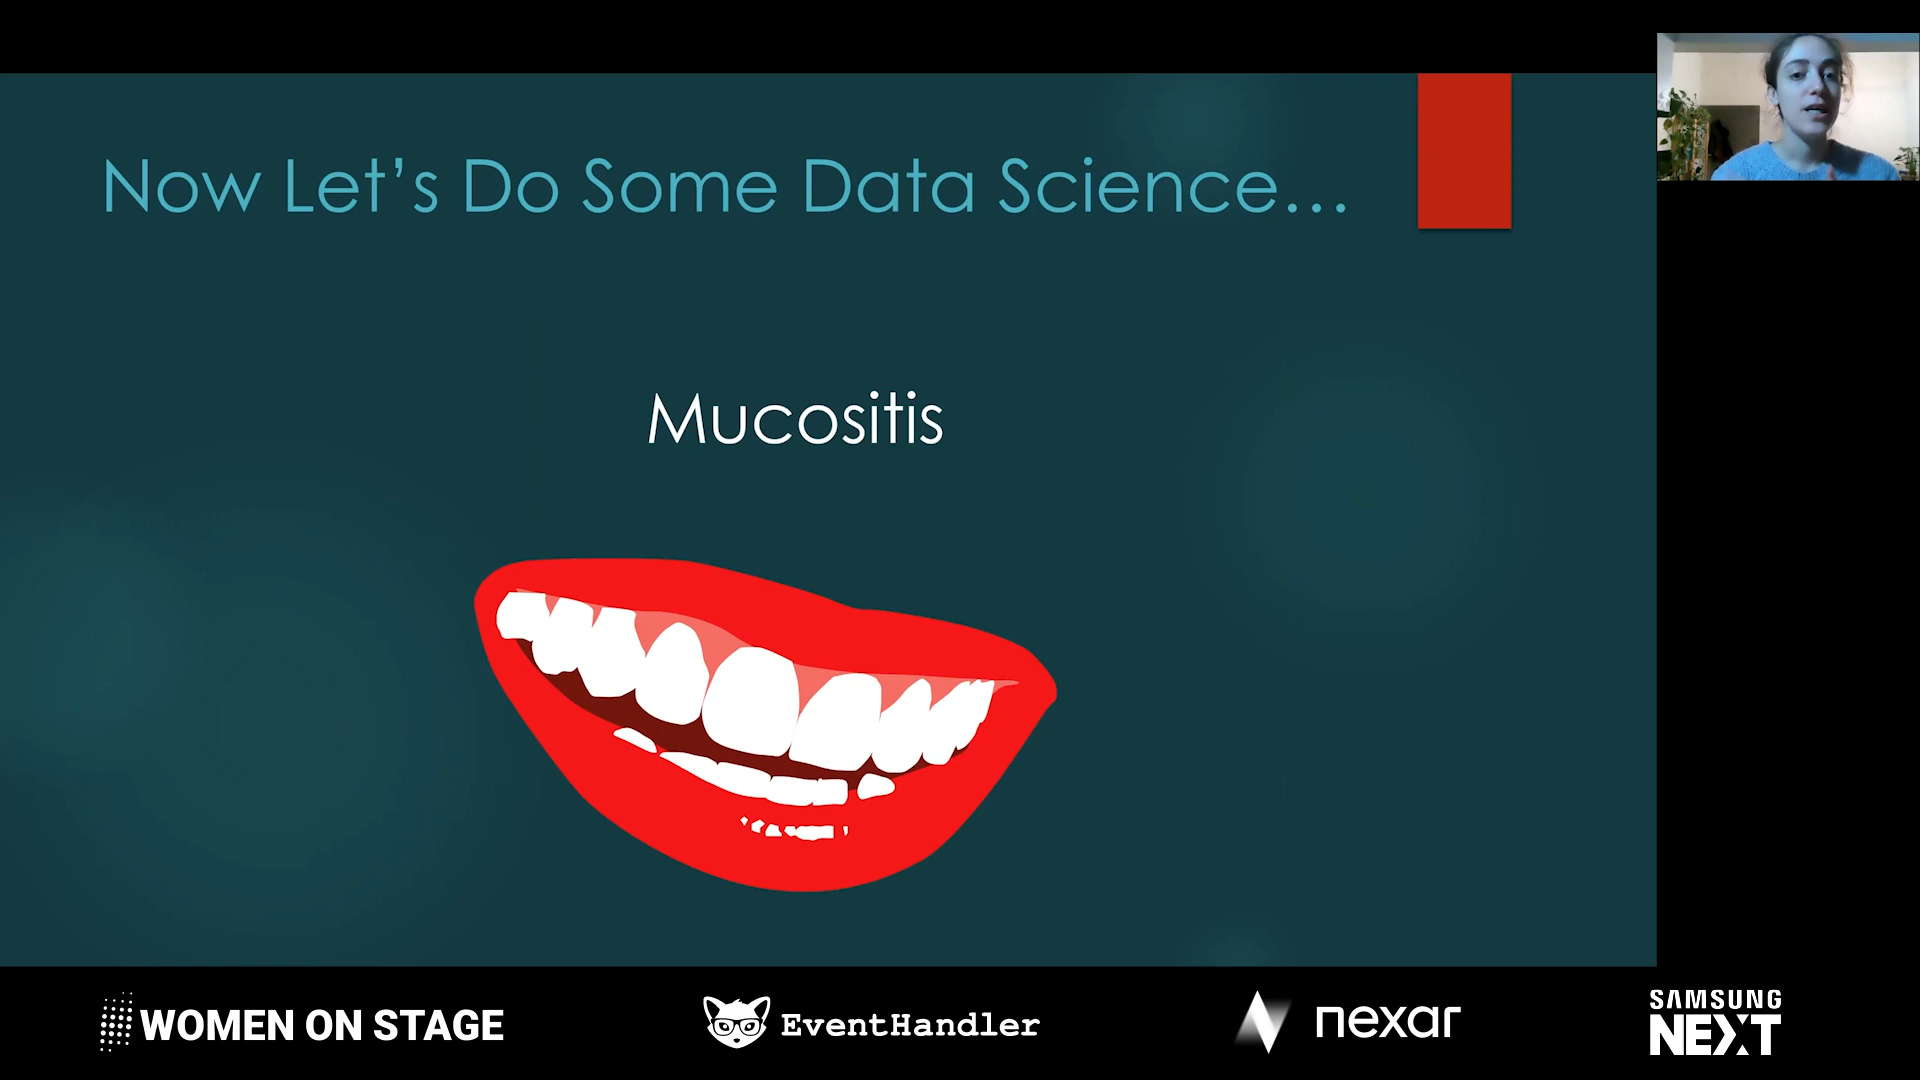 Now Let’s Do Some Data Science…
Mucositis
WOMEN ON STAGE
EventHandler
nexar
SAMSUNG
NEXT